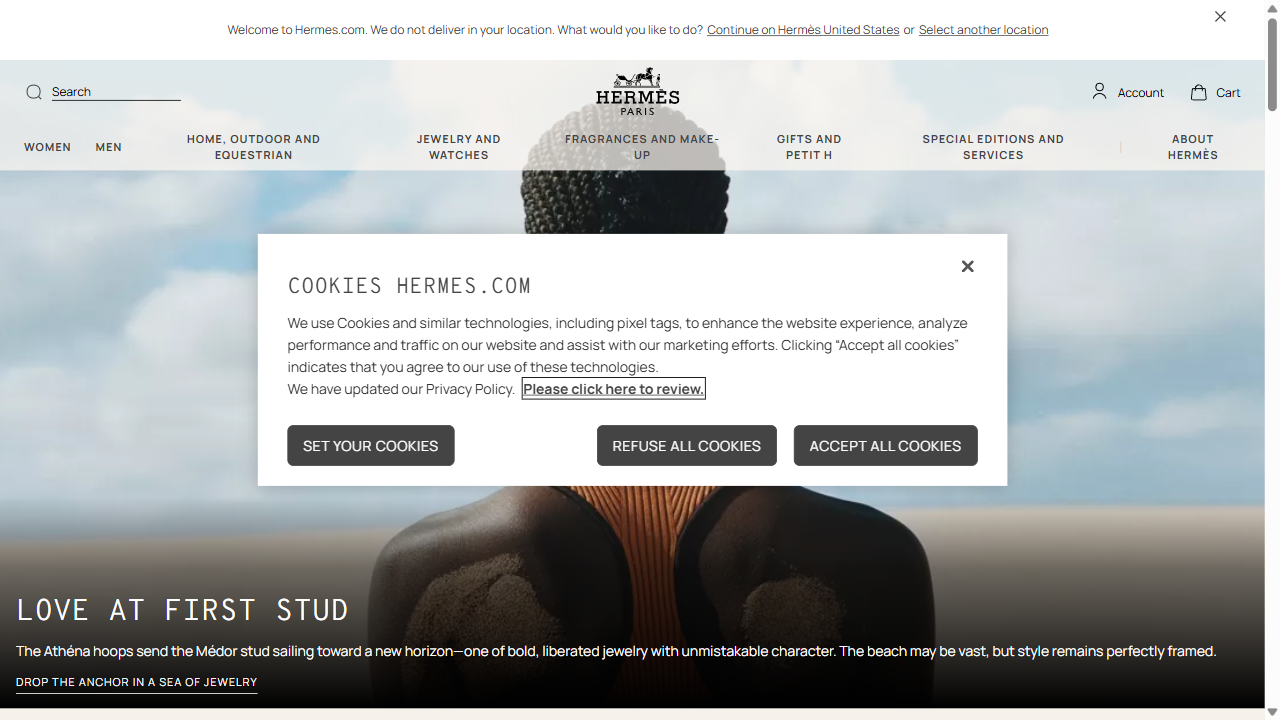 Welcome to Hermes.com. We do not deliver in your location. What would you like to do? Continue on Hermès United States or Select another location
Search
HERMÈS
PARIS
Account
Cart
WOMEN
MEN
HOME, OUTDOOR AND
EQUESTRIAN
JEWELRY AND
WATCHES
FRAGRANCES AND MAKE-
UP
GIFTS AND
PETIT H
SPECIAL EDITIONS AND
SERVICES
ABOUT
HERMÈS
COOKIES HERMES.COM
We use Cookies and similar technologies, including pixel tags, to enhance the website experience, analyze
performance and traffic on our website and assist with our marketing efforts. Clicking “Accept all cookies”
indicates that you agree to our use of these technologies.
We have updated our Privacy Policy. Please click here to review.
SET YOUR COOKIES
REFUSE ALL COOKIES
ACCEPT ALL COOKIES
LOVE AT FIRST STUD
The Athéna hoops send the Médor stud sailing toward a new horizon—one of bold, liberated jewelry with unmistakable character. The beach may be vast, but style remains perfectly framed.
DROP THE ANCHOR IN A SEA OF JEWELRY